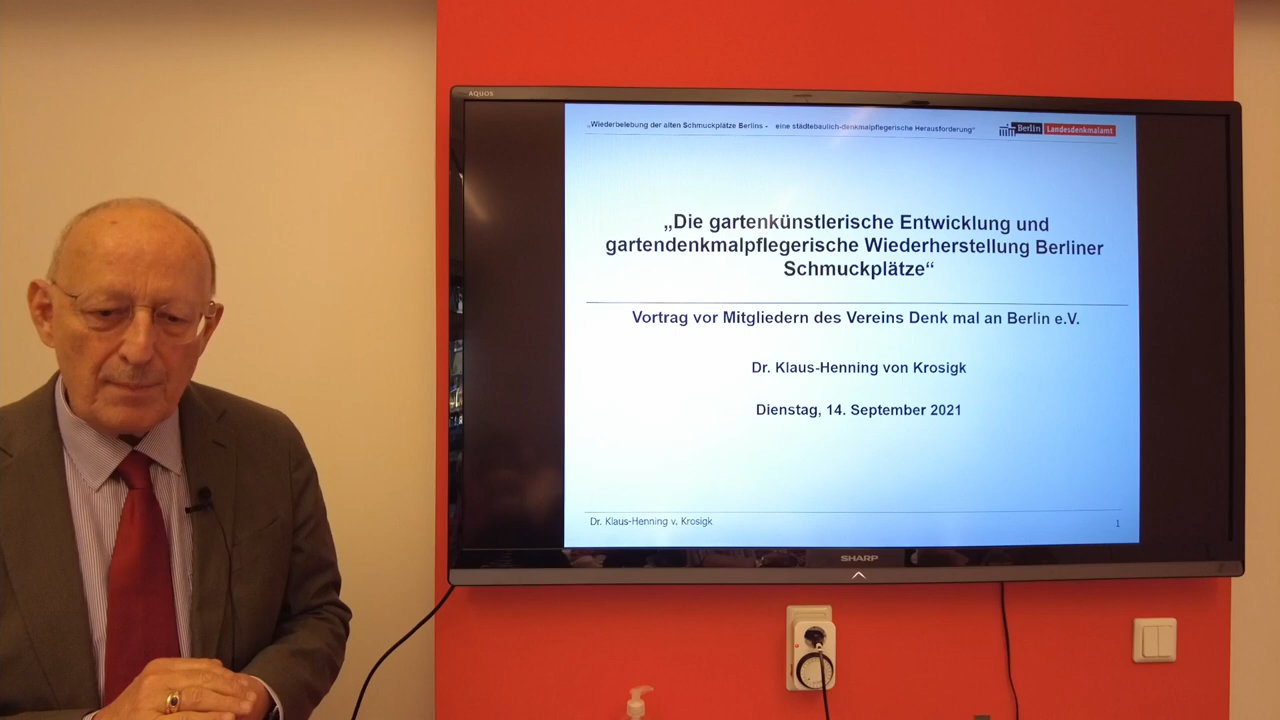 AQUOS
„Wiederbelebung der alten Schmuckplätze Berlins - eine städtebaulich-denkmalpflegerische Herausforderung“
Berlin Landesdenkmalamt
„Die gartenkünstlerische Entwicklung und
gartendenkmalpflegerische Wiederherstellung Berliner
Schmuckplätze“
Vortrag vor Mitgliedern des Vereins Denk mal an Berlin e.V.
Dr. Klaus-Henning von Krosigk
Dienstag, 14. September 2021
Dr. Klaus-Henning v. Krosigk 1
SHARP